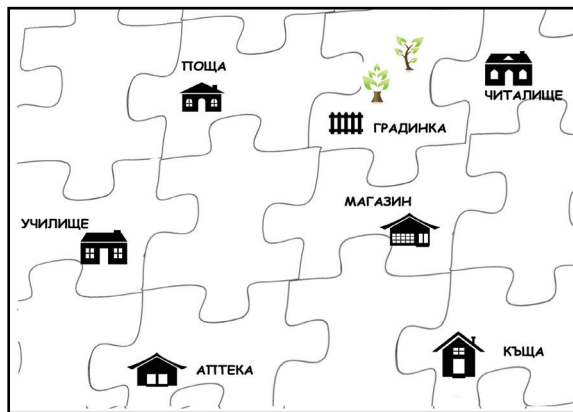 ПОЩА
ЧИТАЛИЩЕ
ГРАДИНКА
МАГАЗИН
УЧИЛИЩЕ
КЪЩА
АПТЕКА